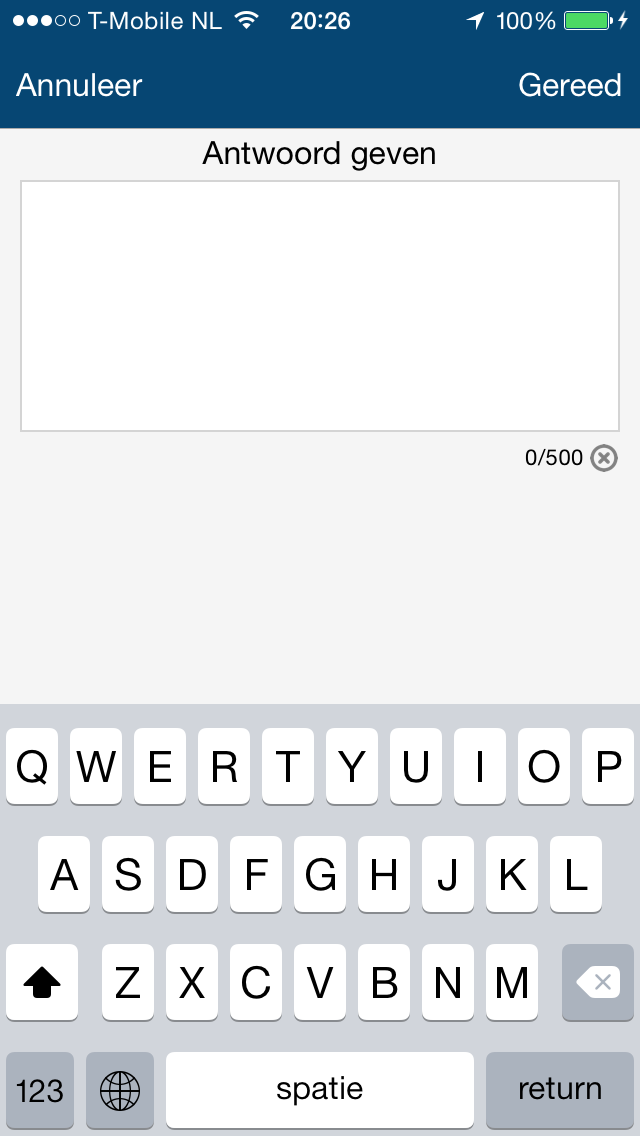 T-Mobile NL 20:26 100%
Annuleer Gereed
Antwoord geven
0/500
Q W E R T Y U I O P
A S D F G H J K L
Z X C V B N M
123 spatie return